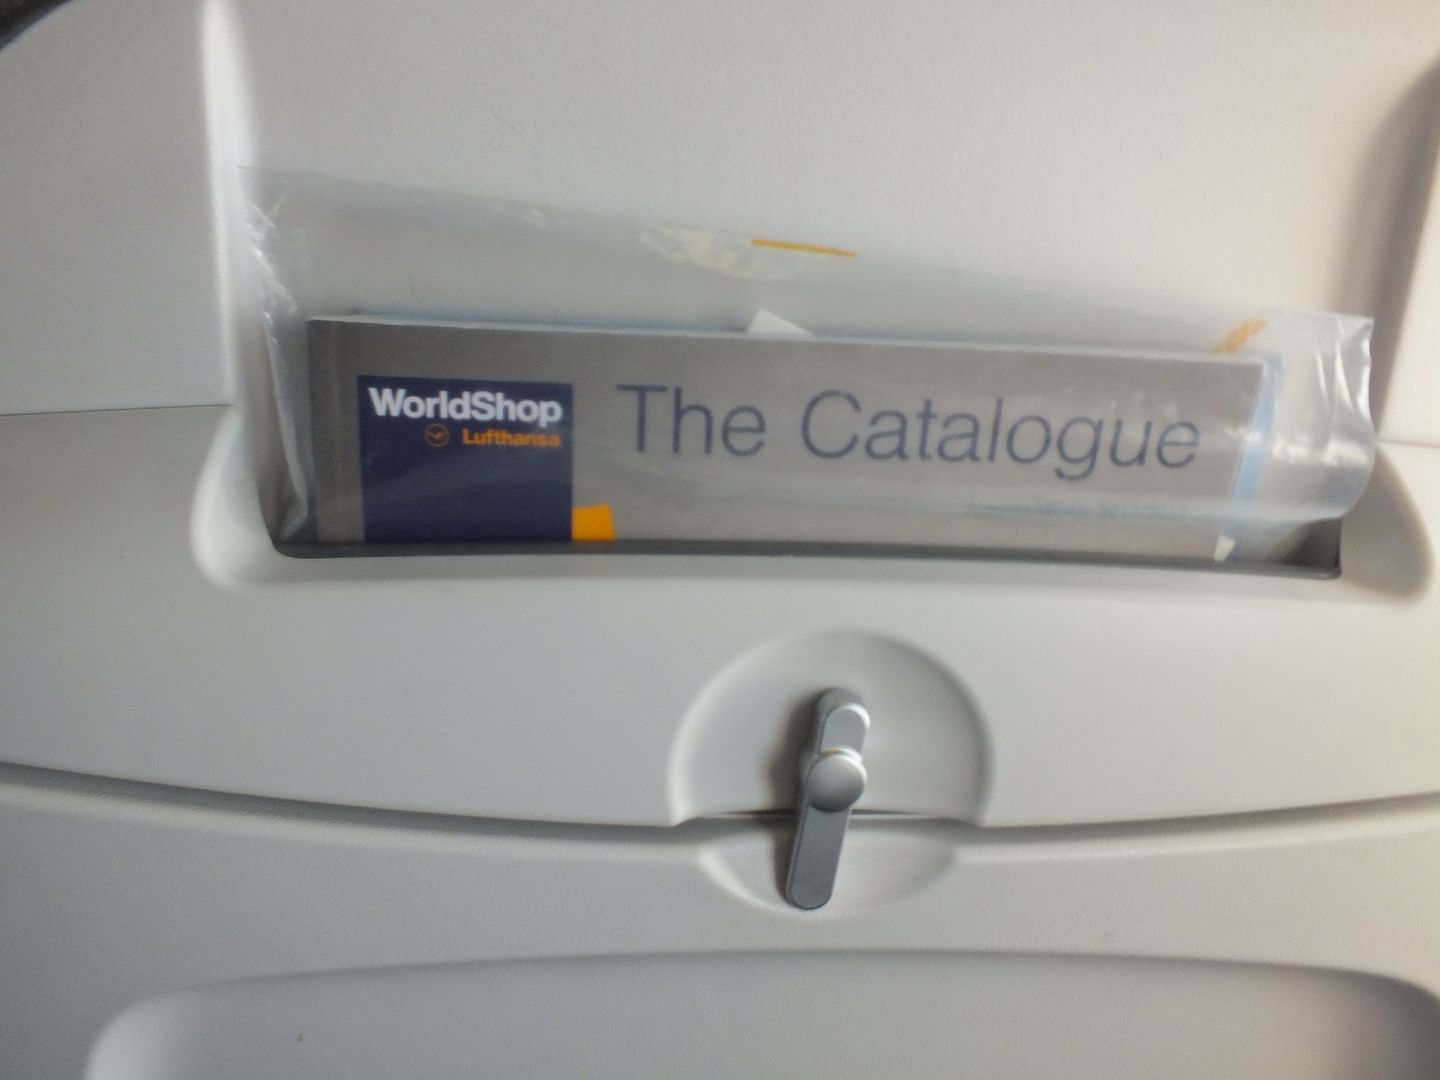 WorldShop
Lufthansa
The Catalogue